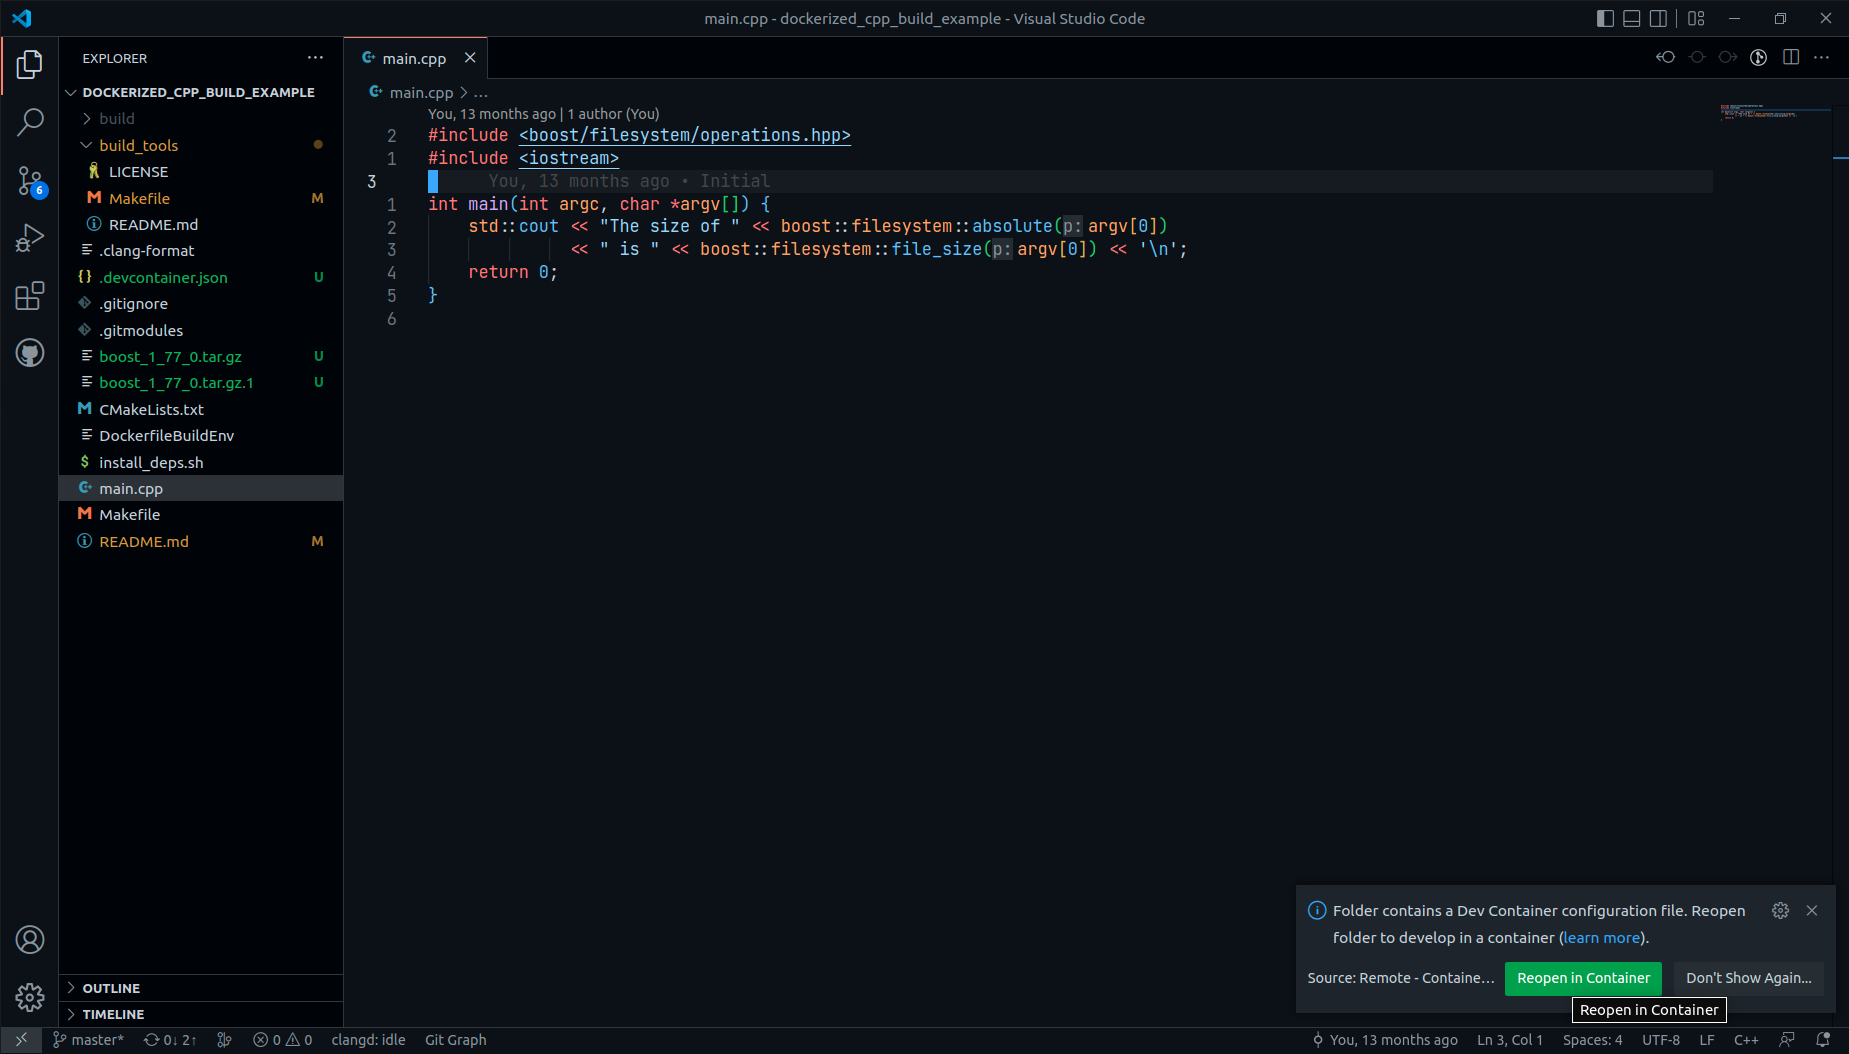 main.cpp - dockerized_cpp_build_example - Visual Studio Code
EXPLORER
DOCKERIZED_CPP_BUILD_EXAMPLE
build
build_tools
LICENSE
Makefile M
README.md
.clang-format
.devcontainer.json U
.gitignore
.gitmodules
boost_1_77_0.tar.gz U
boost_1_77_0.tar.gz.1 U
CMakeLists.txt
DockerfileBuildEnv
install_deps.sh
main.cpp
Makefile
README.md M
OUTLINE
TIMELINE
6
main.cpp
main.cpp > ...
You, 13 months ago | 1 author (You)
2 #include <boost/filesystem/operations.hpp>
1 #include <iostream>
3 You, 13 months ago • Initial
1 int main(int argc, char *argv[]) {
2 std::cout << "The size of " << boost::filesystem::absolute(p: argv[0])
3 << " is " << boost::filesystem::file_size(p: argv[0]) << '\n';
4 return 0;
5 }
6
Folder contains a Dev Container configuration file. Reopen
folder to develop in a container (learn more).
Source: Remote - Containe... Reopen in Container Don't Show Again...
Reopen in Container
master* 0↓ 2↑ 0 0 clangd: idle Git Graph You, 13 months ago Ln 3, Col 1 Spaces: 4 UTF-8 LF C++